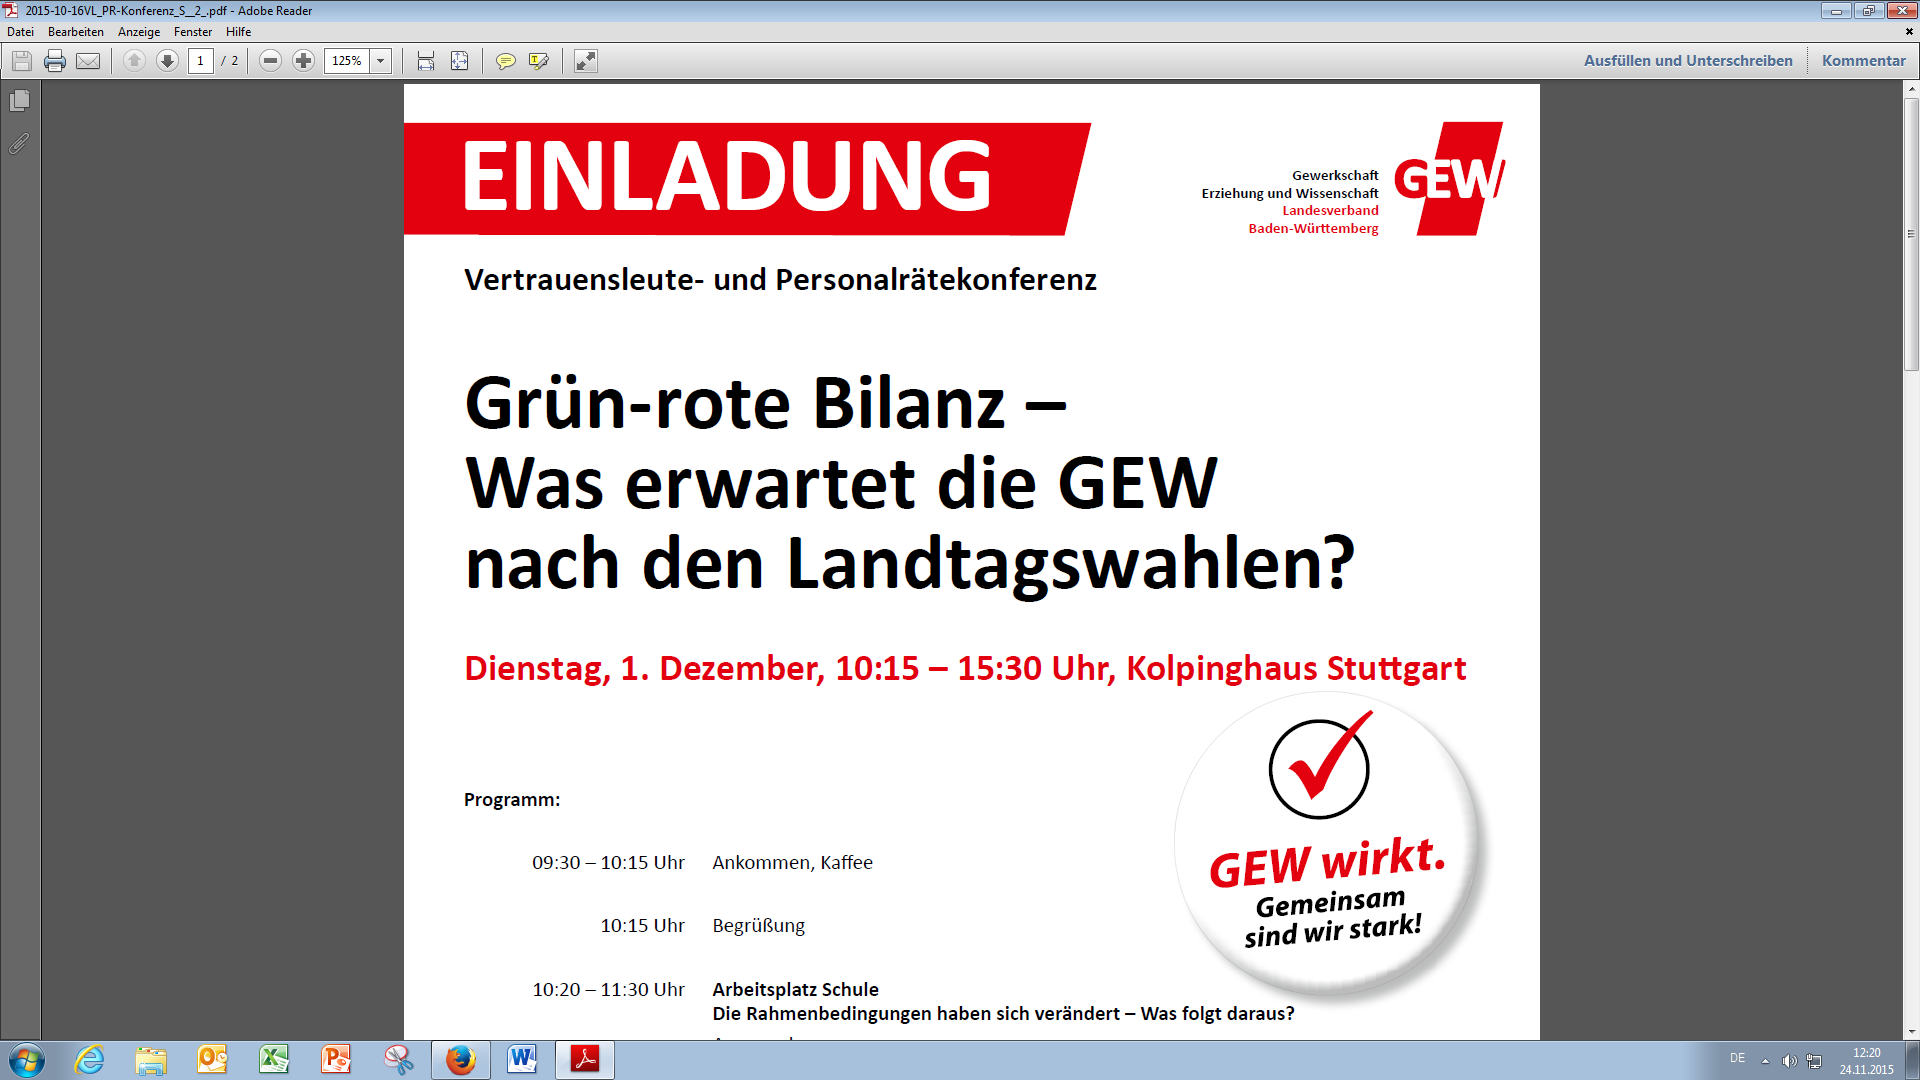 2015-10-16VL_PR-Konferenz_S__2_.pdf - Adobe Reader
Datei Bearbeiten Anzeige Fenster Hilfe
1 / 2 125% Ausfüllen und Unterschreiben Kommentar
EINLADUNG
Gewerkschaft
Erziehung und Wissenschaft
Landesverband
Baden-Württemberg
GEW
Vertrauensleute- und Personalrätekonferenz
Grün-rote Bilanz –
Was erwartet die GEW
nach den Landtagswahlen?
Dienstag, 1. Dezember, 10:15 – 15:30 Uhr, Kolpinghaus Stuttgart
GEW wirkt.
Gemeinsam
sind wir stark!
Programm:
09:30 – 10:15 Uhr Ankommen, Kaffee
10:15 Uhr Begrüßung
10:20 – 11:30 Uhr Arbeitsplatz Schule
Die Rahmenbedingungen haben sich verändert – Was folgt daraus?
DE 12:20
24.11.2015